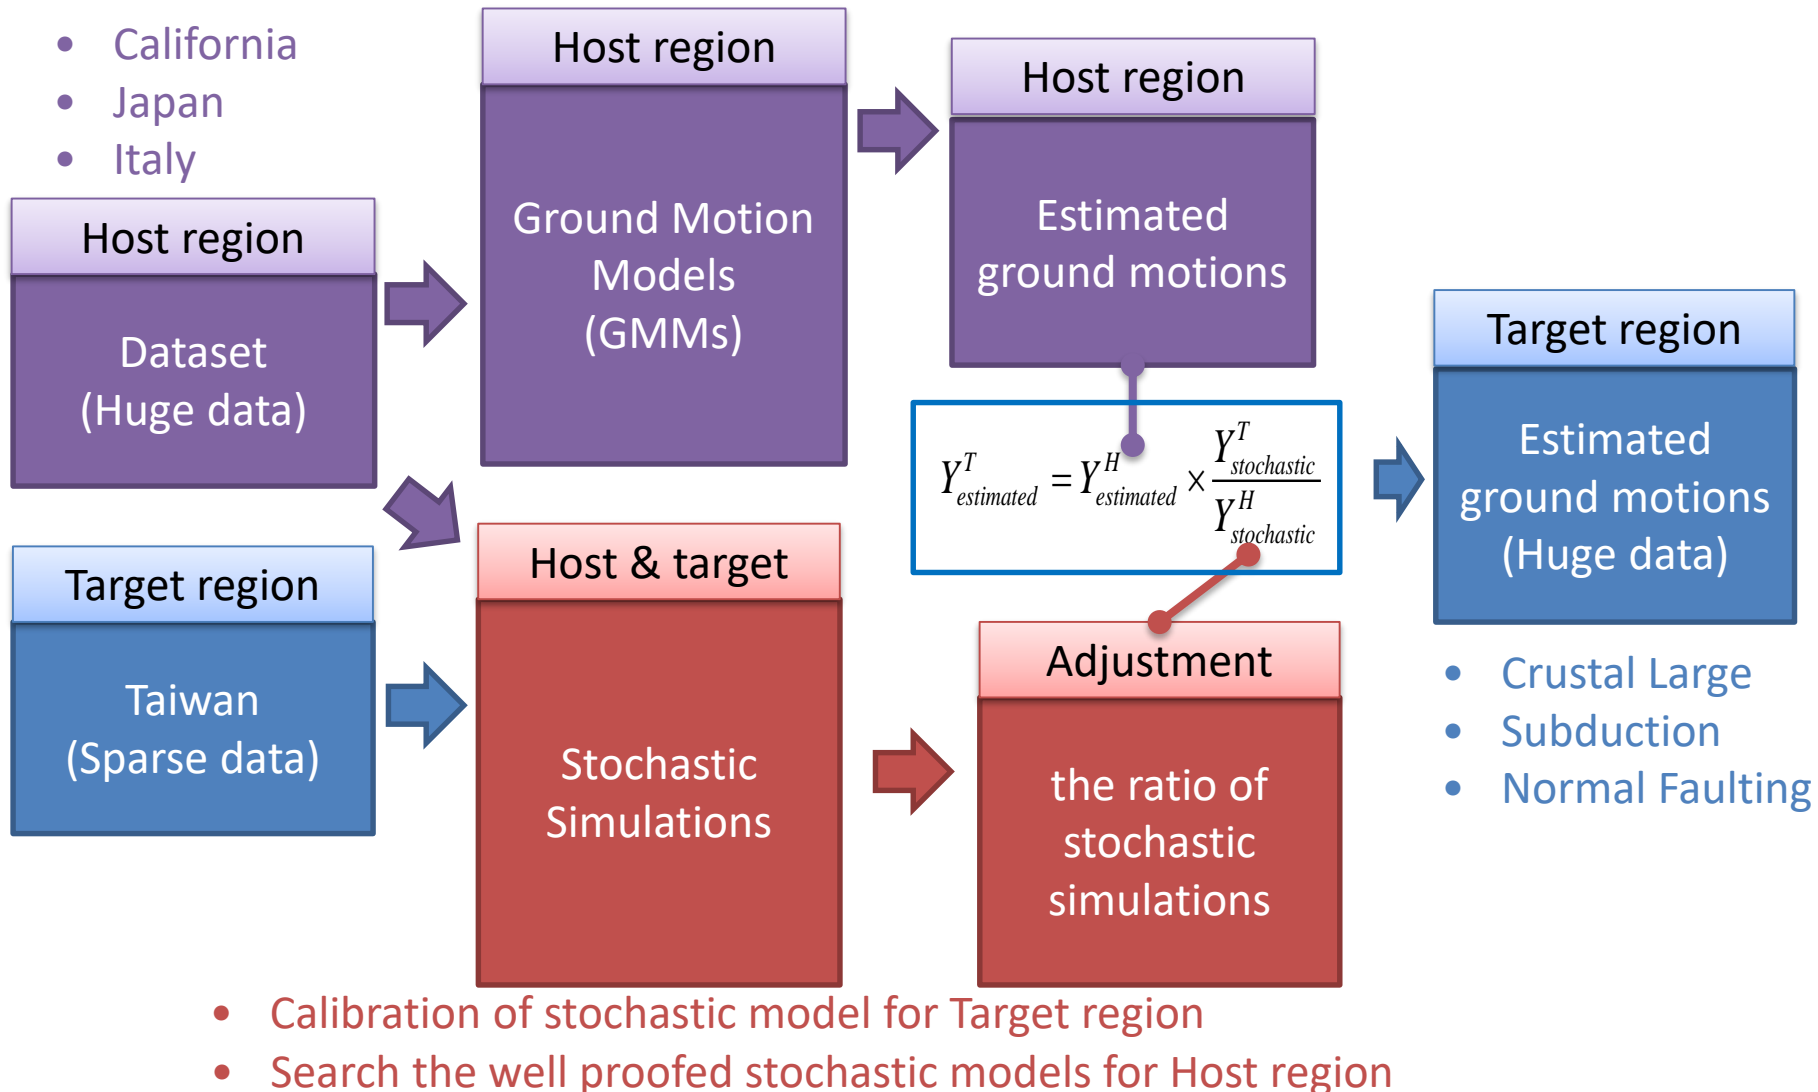 • California
• Japan
• Italy
Host region
Dataset
(Huge data)
Host region
Ground Motion
Models
(GMMs)
Host region
Estimated
ground motions
Y^T_estimated = Y^H_estimated × Y^T_stochastic / Y^H_stochastic
Target region
Estimated
ground motions
(Huge data)
• Crustal Large
• Subduction
• Normal Faulting
Target region
Taiwan
(Sparse data)
Host & target
Stochastic
Simulations
Adjustment
the ratio of
stochastic
simulations
• Calibration of stochastic model for Target region
• Search the well proofed stochastic models for Host region